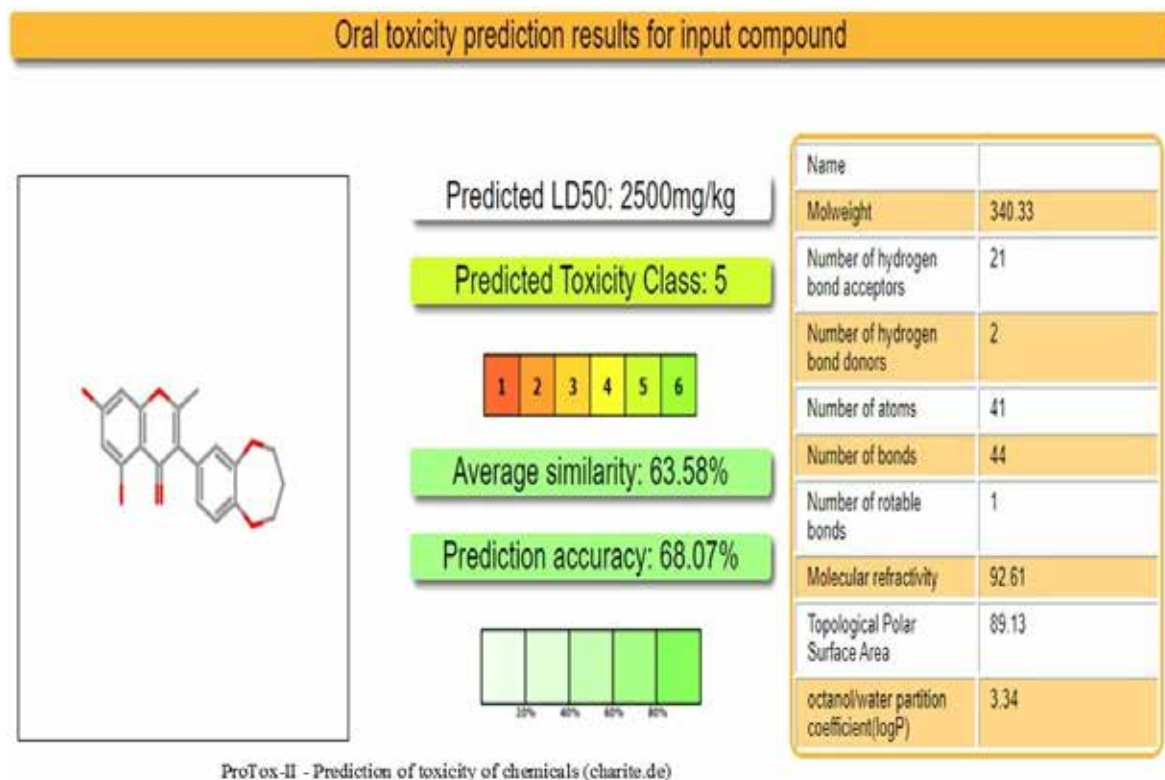 Oral toxicity prediction results for input compound
Predicted LD50: 2500mg/kg
Predicted Toxicity Class: 5
1 2 3 4 5 6
Average similarity: 63.58%
Prediction accuracy: 68.07%
20% 40% 60% 80%
Name
Molweight 340.33
Number of hydrogen
bond acceptors 21
Number of hydrogen
bond donors 2
Number of atoms 41
Number of bonds 44
Number of rotable
bonds 1
Molecular refractivity 92.61
Topological Polar
Surface Area 89.13
octanol/water partition
coefficient(logP) 3.34
ProTox-II - Prediction of toxicity of chemicals (charite.de)